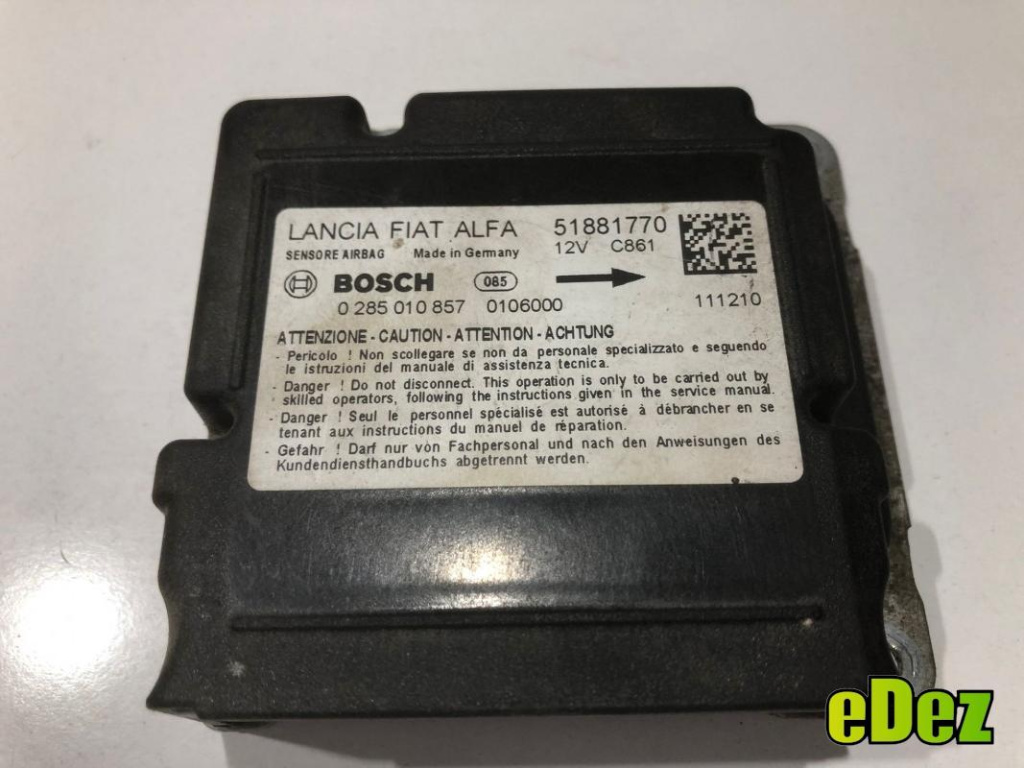 LANCIA FIAT ALFA 51881770
SENSORE AIRBAG Made in Germany 12V C861
BOSCH 085
0 285 010 857 0106000 111210
ATTENZIONE - CAUTION - ATTENTION - ACHTUNG
- Pericolo ! Non scollegare se non da personale specializzato e seguendo
le istruzioni del manuale di assistenza tecnica.
- Danger ! Do not disconnect. This operation is only to be carried out by
skilled operators, following the instructions given in the service manual.
- Danger ! Seul le personnel spécialisé est autorisé à débrancher en se
tenant aux instructions du manuel de réparation.
- Gefahr ! Darf nur von Fachpersonal und nach den Anweisungen des
Kundendiensthandbuchs abgetrennt werden.
eDez